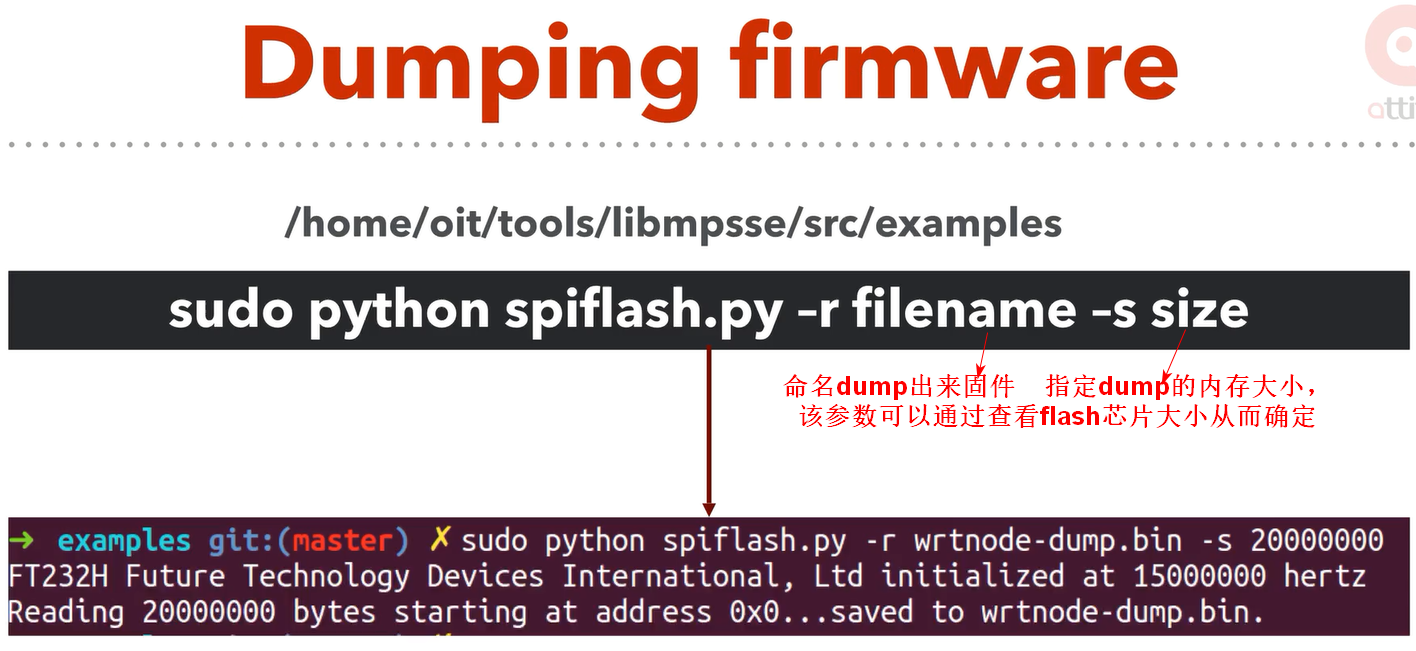 Dumping firmware
atti
/home/oit/tools/libmpsse/src/examples
sudo python spiflash.py –r filename –s size
命名dump出来固件 指定dump的内存大小，
该参数可以通过查看flash芯片大小从而确定
➜ examples git:(master) ✗ sudo python spiflash.py -r wrtnode-dump.bin -s 20000000
FT232H Future Technology Devices International, Ltd initialized at 15000000 hertz
Reading 20000000 bytes starting at address 0x0...saved to wrtnode-dump.bin.